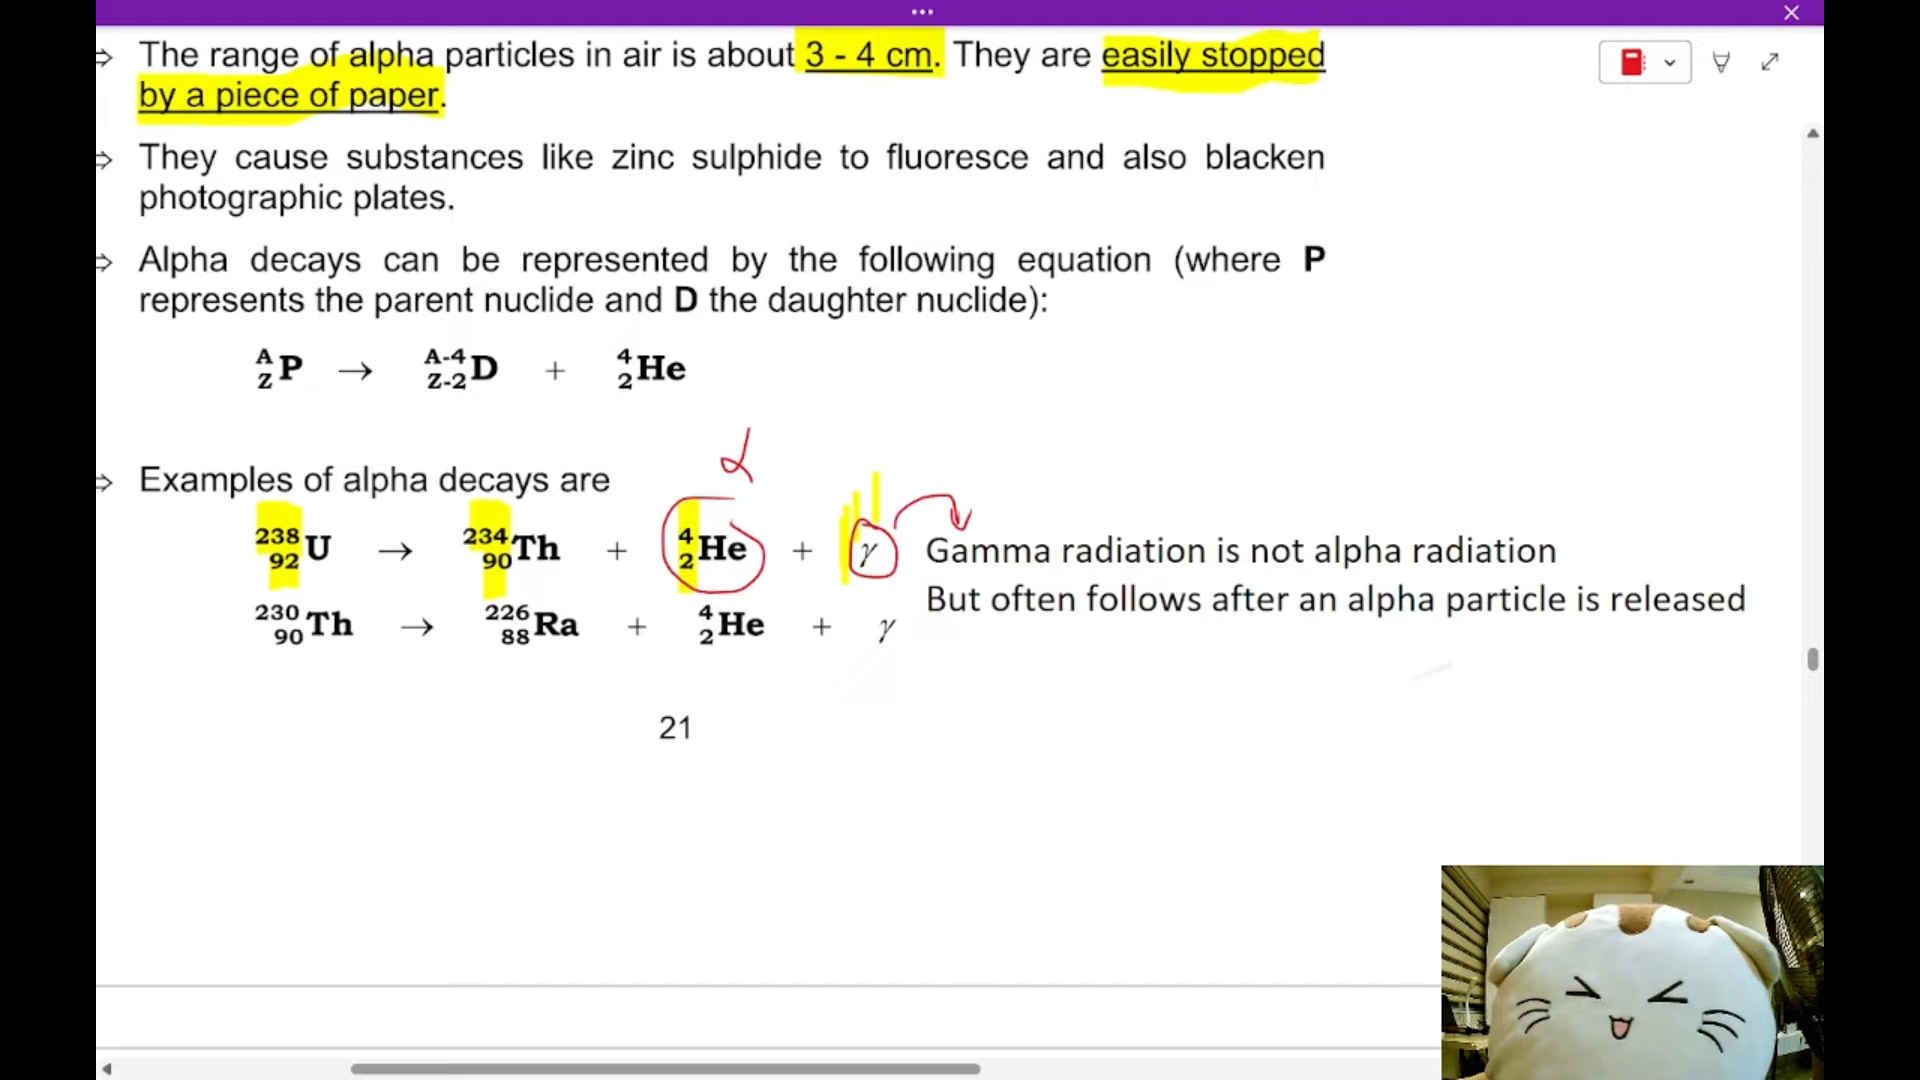 ⇒ The range of alpha particles in air is about 3 - 4 cm. They are easily stopped
by a piece of paper.
⇒ They cause substances like zinc sulphide to fluoresce and also blacken
photographic plates.
⇒ Alpha decays can be represented by the following equation (where P
represents the parent nuclide and D the daughter nuclide):
A Z P → A-4 Z-2 D + 4 2 He
α
⇒ Examples of alpha decays are
238 92 U → 234 90 Th + 4 2 He + γ Gamma radiation is not alpha radiation
But often follows after an alpha particle is released
230 90 Th → 226 88 Ra + 4 2 He + γ
21